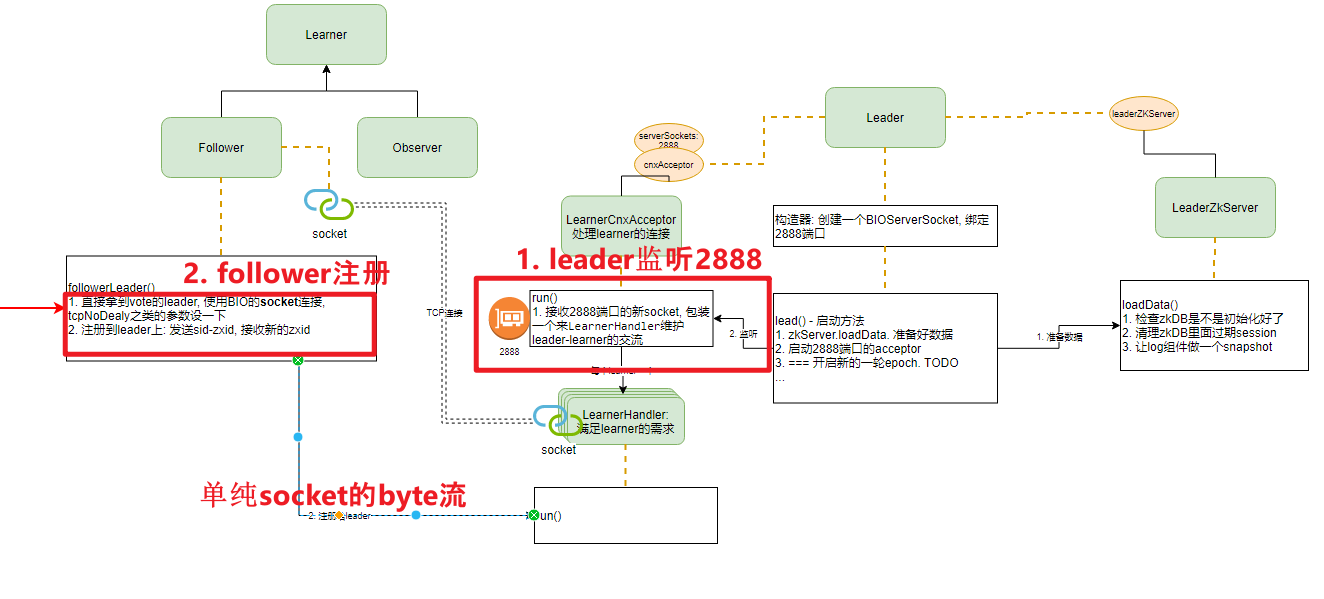 Learner
Follower
Observer
socket
followerLeader()
2. follower注册
1. 直接拿到vote的leader, 使用BIO的socket连接,
tcpNoDealy之类的参数设一下
2. 注册到leader上: 发送sid-zxid, 接收新的zxid
TCP连接
单纯socket的byte流
2. 注册 leader
serverSockets:
2888
cnxAcceptor
LearnerCnxAcceptor
处理learner的连接
1. leader监听2888
2888
run()
1. 接收2888端口的新socket, 包装
一个来LearnerHandler维护
leader-learner的交流
2. 监听
LearnerHandler:
满足learner的需求
socket
un()
Leader
构造器: 创建一个BIOServerSocket, 绑定
2888端口
lead() - 启动方法
1. zkServer.loadData. 准备好数据
2. 启动2888端口的acceptor
3. === 开启新的一轮epoch. TODO
...
1. 准备数据
leaderZKServer
LeaderZkServer
loadData()
1. 检查zkDB是不是初始化好了
2. 清理zkDB里面过期session
3. 让log组件做一个snapshot